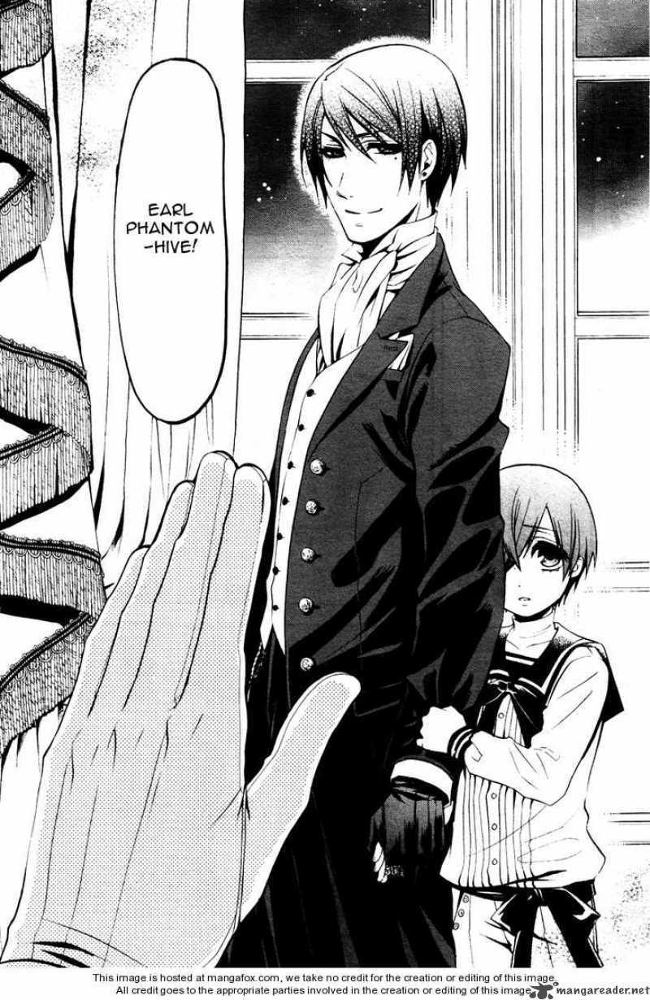 EARL
PHANTOM
-HIVE!
This image is hosted at mangafox.com, we take no credit for the creation or editing of this image.
All credit goes to the appropriate parties involved in the creation or editing of this image.
mangareader.net